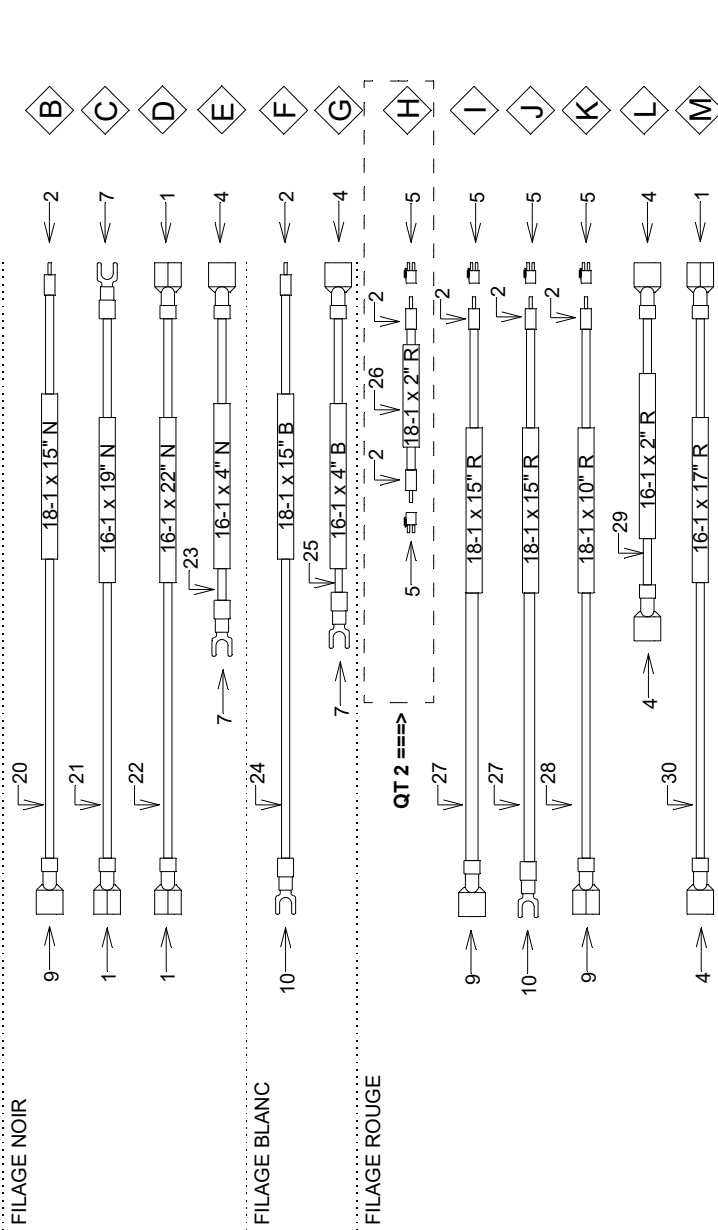 FILAGE NOIR
20
9 18-1 x 15" N 2 B
21
1 16-1 x 19" N 7 C
22
1 16-1 x 22" N 1 D
23
7 16-1 x 4" N 4 E
FILAGE BLANC
24
10 18-1 x 15" B 2 F
25
7 16-1 x 4" B 4 G
FILAGE ROUGE
2 26 2
QT 2 ===> 5 18-1 x 2" R 5 H
27 2
9 18-1 x 15" R 5 I
27 2
10 18-1 x 15" R 5 J
28 2
9 18-1 x 10" R 5 K
29
4 16-1 x 2" R 4 L
30
4 16-1 x 17" R 1 M